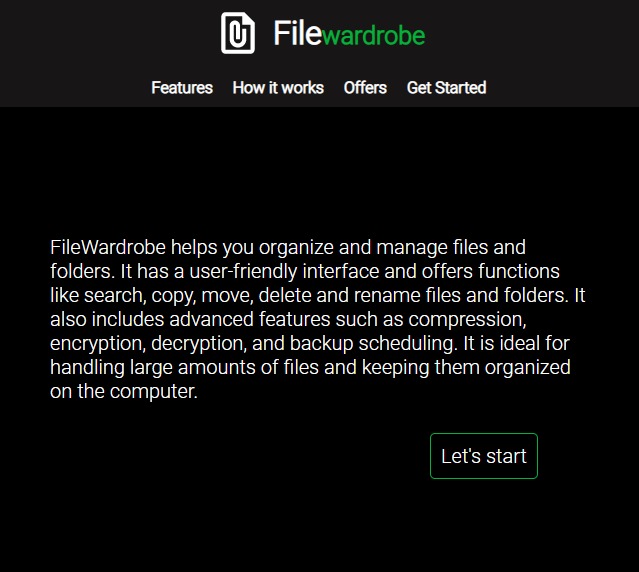 Filewardrobe
Features How it works Offers Get Started
FileWardrobe helps you organize and manage files and
folders. It has a user-friendly interface and offers functions
like search, copy, move, delete and rename files and folders. It
also includes advanced features such as compression,
encryption, decryption, and backup scheduling. It is ideal for
handling large amounts of files and keeping them organized
on the computer.
Let's start